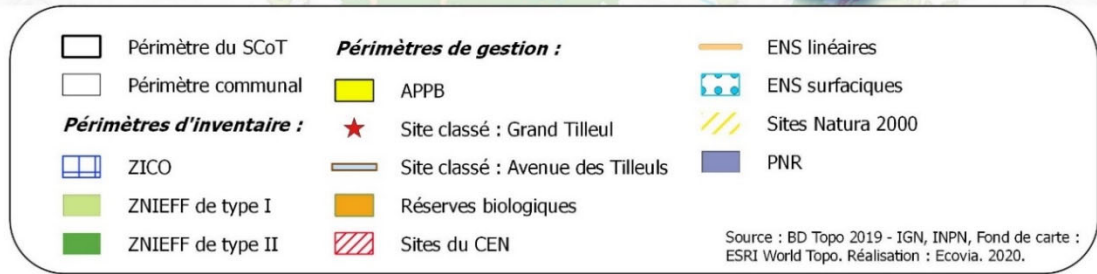 Périmètre du SCoT
Périmètre communal
Périmètres d'inventaire :
ZICO
ZNIEFF de type I
ZNIEFF de type II
Périmètres de gestion :
APPB
Site classé : Grand Tilleul
Site classé : Avenue des Tilleuls
Réserves biologiques
Sites du CEN
ENS linéaires
ENS surfaciques
Sites Natura 2000
PNR
Source : BD Topo 2019 - IGN, INPN, Fond de carte :
ESRI World Topo. Réalisation : Ecovia. 2020.